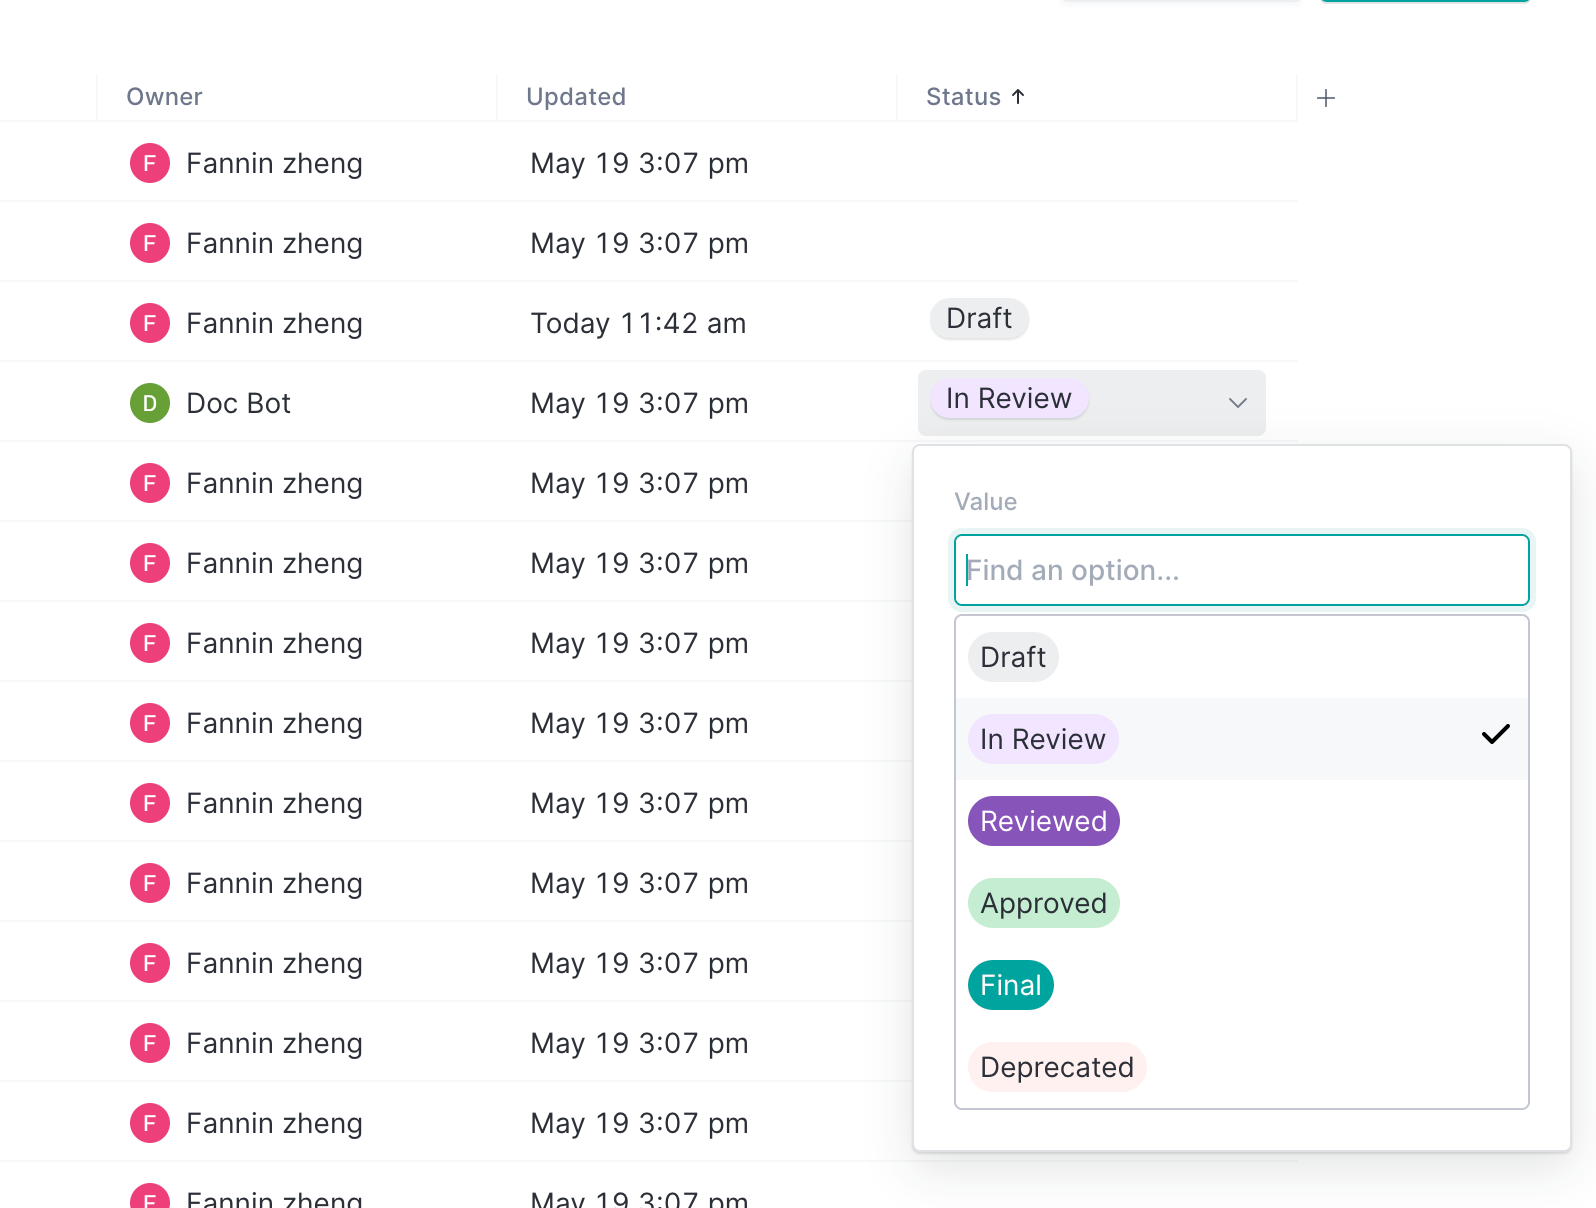 Owner Updated Status ↑ +
F Fannin zheng May 19 3:07 pm
F Fannin zheng May 19 3:07 pm
F Fannin zheng Today 11:42 am Draft
D Doc Bot May 19 3:07 pm In Review
F Fannin zheng May 19 3:07 pm
Value
F Fannin zheng May 19 3:07 pm
Find an option...
F Fannin zheng May 19 3:07 pm
Draft
F Fannin zheng May 19 3:07 pm
In Review
F Fannin zheng May 19 3:07 pm
Reviewed
F Fannin zheng May 19 3:07 pm
Approved
F Fannin zheng May 19 3:07 pm
Final
F Fannin zheng May 19 3:07 pm
Deprecated
F Fannin zheng May 19 3:07 pm
F Fannin zheng May 19 3:07 pm